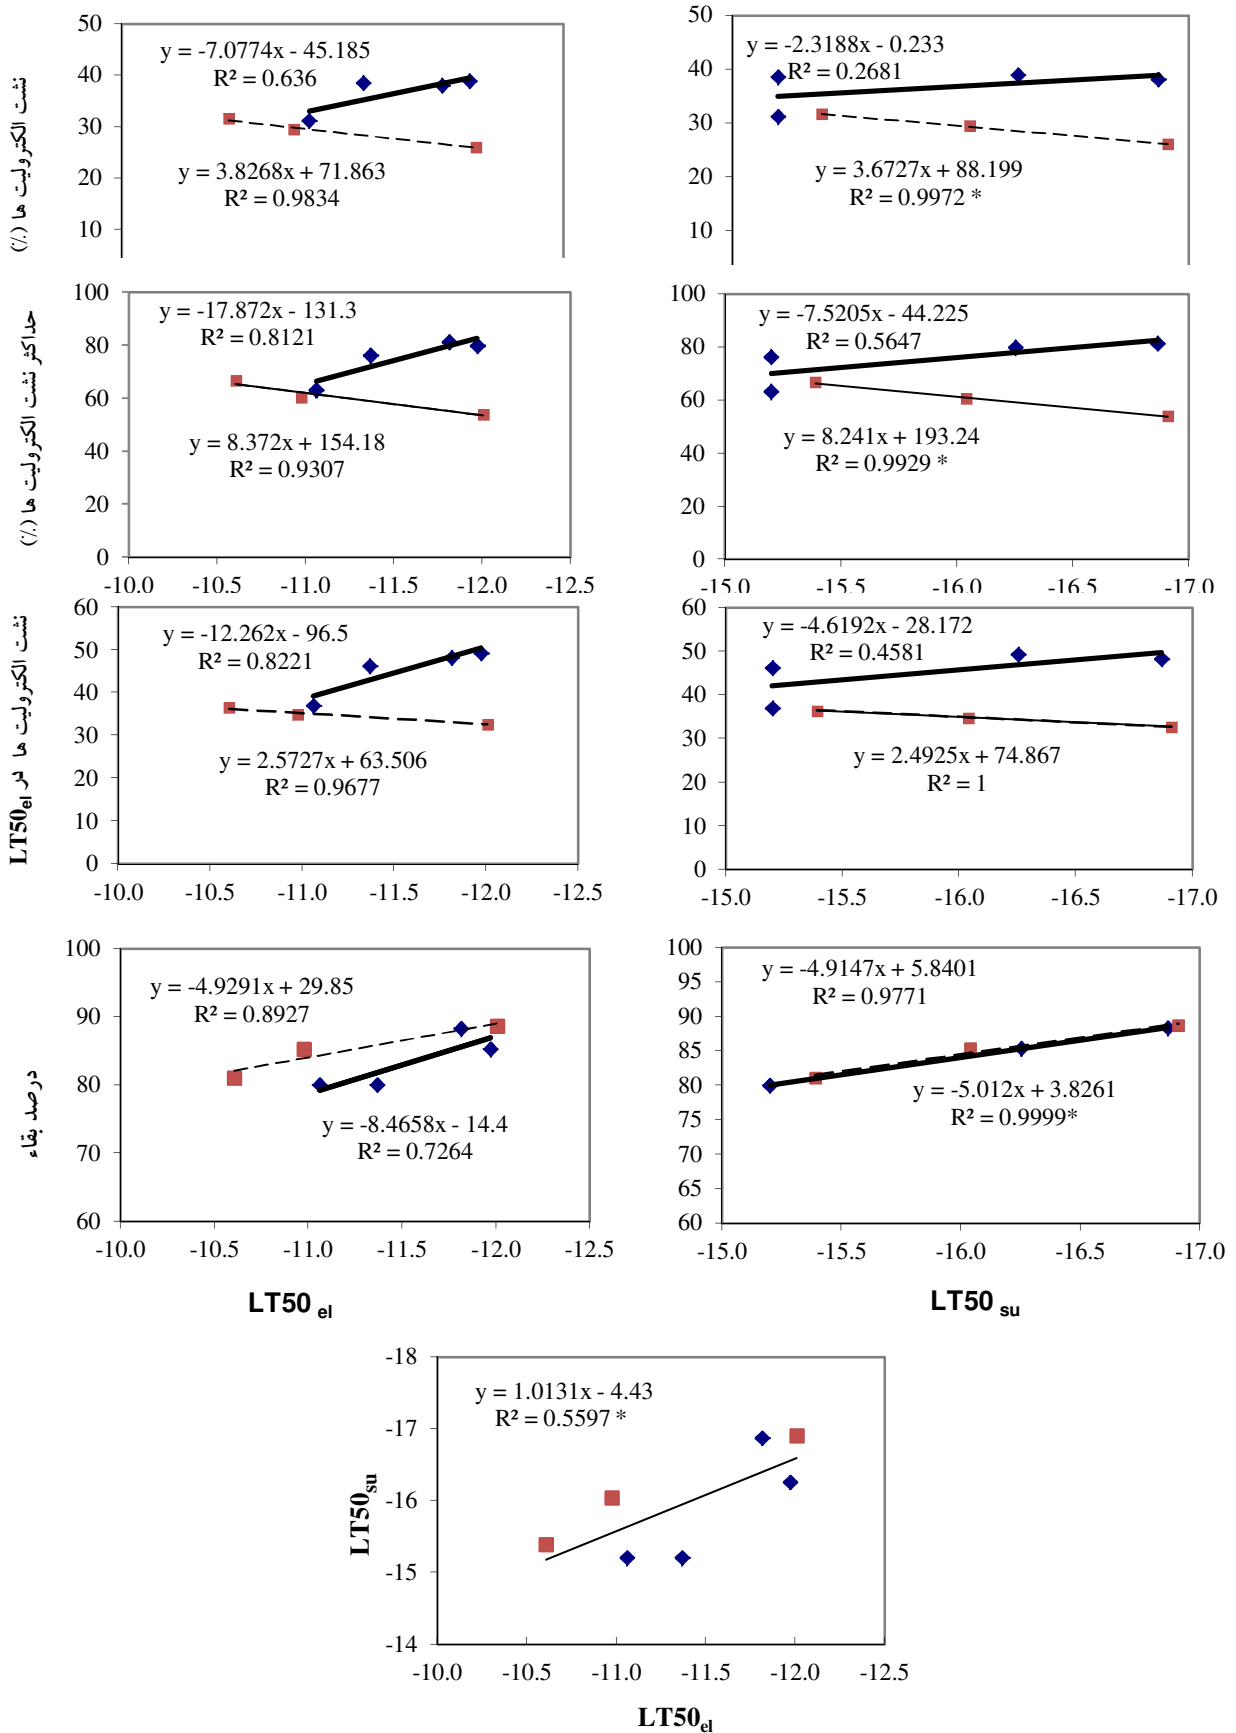 نشت الکترولیت ها (٪)
50
40
30
20
10
y = -7.0774x - 45.185
R² = 0.636
y = 3.8268x + 71.863
R² = 0.9834
50
40
30
20
10
y = -2.3188x - 0.233
R² = 0.2681
y = 3.6727x + 88.199
R² = 0.9972 *
حداکثر نشت الکترولیت ها (٪)
100
80
60
40
20
0
y = -17.872x - 131.3
R² = 0.8121
y = 8.372x + 154.18
R² = 0.9307
-10.0 -10.5 -11.0 -11.5 -12.0 -12.5
100
80
60
40
20
0
y = -7.5205x - 44.225
R² = 0.5647
y = 8.241x + 193.24
R² = 0.9929 *
-15.0 -15.5 -16.0 -16.5 -17.0
نشت الکترولیت ها در LT50el
60
50
40
30
20
10
0
y = -12.262x - 96.5
R² = 0.8221
y = 2.5727x + 63.506
R² = 0.9677
-10.0 -10.5 -11.0 -11.5 -12.0 -12.5
60
50
40
30
20
10
0
y = -4.6192x - 28.172
R² = 0.4581
y = 2.4925x + 74.867
R² = 1
-15.0 -15.5 -16.0 -16.5 -17.0
درصد بقاء
100
90
80
70
60
y = -4.9291x + 29.85
R² = 0.8927
y = -8.4658x - 14.4
R² = 0.7264
-10.0 -10.5 -11.0 -11.5 -12.0 -12.5
LT50 el
100
95
90
85
80
75
70
65
60
y = -4.9147x + 5.8401
R² = 0.9771
y = -5.012x + 3.8261
R² = 0.9999*
-15.0 -15.5 -16.0 -16.5 -17.0
LT50 su
LT50su
-18
-17
-16
-15
-14
y = 1.0131x - 4.43
R² = 0.5597 *
-10.0 -10.5 -11.0 -11.5 -12.0 -12.5
LT50el